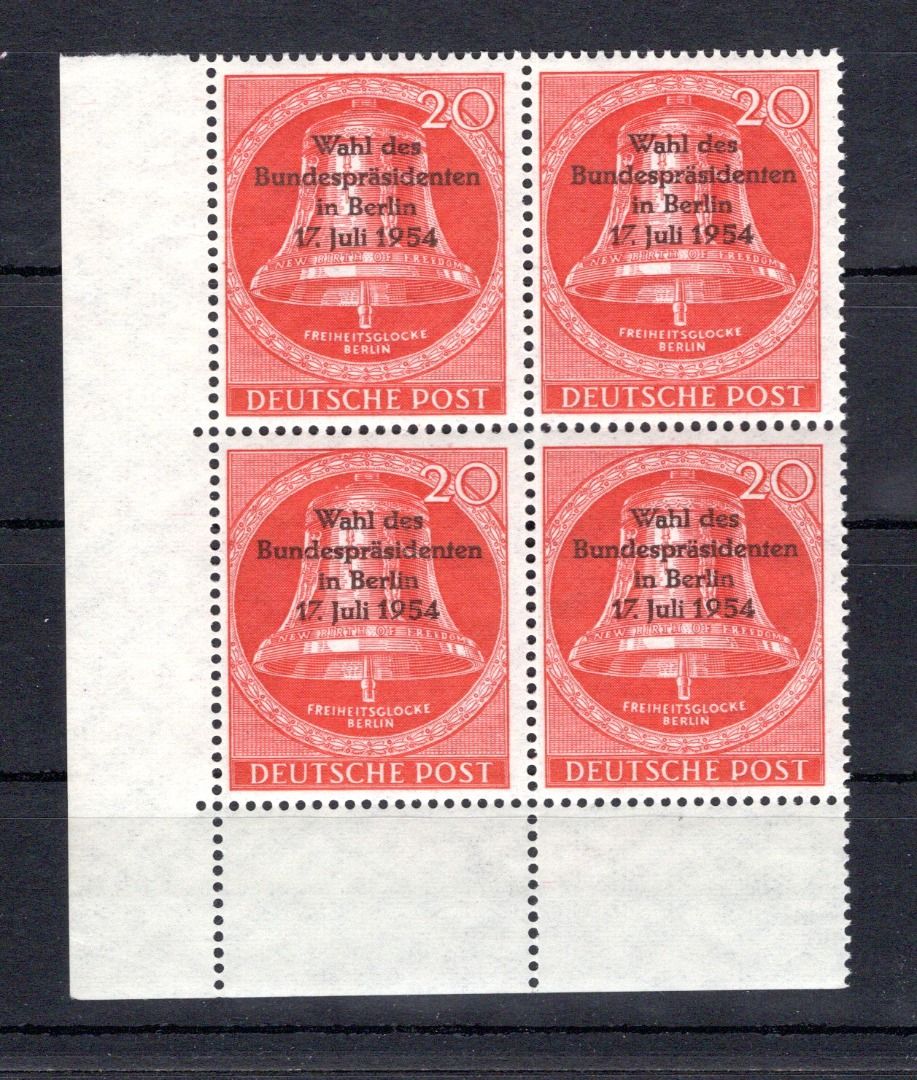 20
Wahl des
Bundespräsidenten
in Berlin
17. Juli 1954
NEW BIRTH OF FREEDOM
FREIHEITSGLOCKE
BERLIN
DEUTSCHE POST
20
Wahl des
Bundespräsidenten
in Berlin
17. Juli 1954
NEW BIRTH OF FREEDOM
FREIHEITSGLOCKE
BERLIN
DEUTSCHE POST
20
Wahl des
Bundespräsidenten
in Berlin
17. Juli 1954
NEW BIRTH OF FREEDOM
FREIHEITSGLOCKE
BERLIN
DEUTSCHE POST
20
Wahl des
Bundespräsidenten
in Berlin
17. Juli 1954
NEW BIRTH OF FREEDOM
FREIHEITSGLOCKE
BERLIN
DEUTSCHE POST